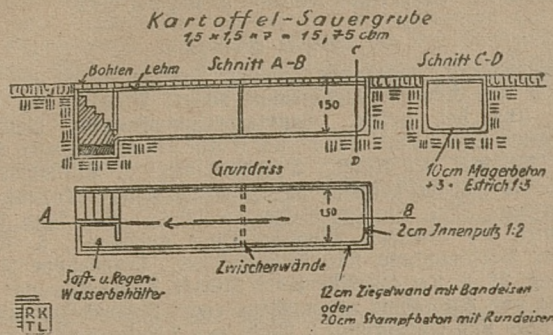 Kartoffel-Sauergrube
1,5 × 1,5 × 7 = 15,75 cbm
Bohlen
Lehm
Schnitt A-B
C
Schnitt C-D
150
D
10cm Magerbeton
+ 3 " Estrich 1:3
Grundriss
A
150
B
2cm Innenputz 1:2
Saft- u. Regen-
Wasserbehälter
Zwischenwände
12cm Ziegelwand mit Bandeisen
oder
20cm Stampfbeton mit Rundeisen
RK
TL